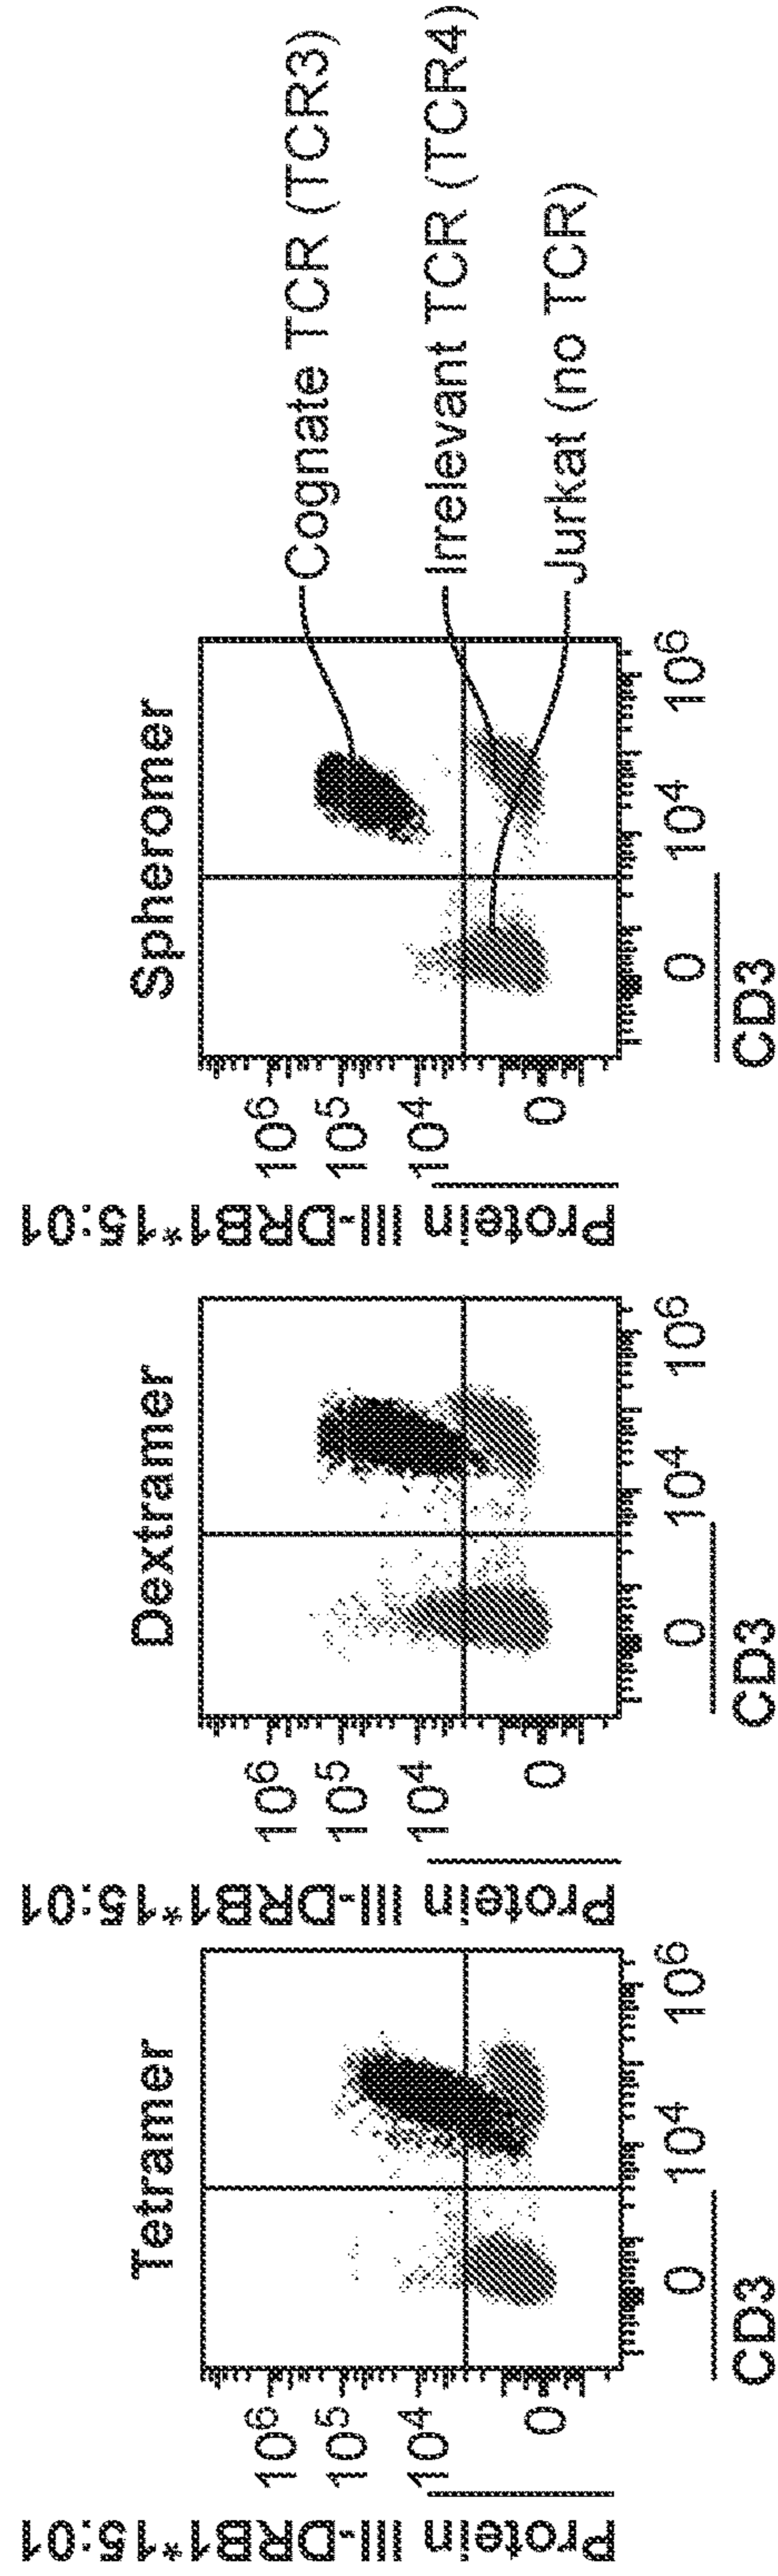 Tetramer
Protein III-DRB1*15:01
10⁶
10⁵
10⁴
0
0
10⁴
10⁶
CD3
Dextramer
Protein III-DRB1*15:01
10⁶
10⁵
10⁴
0
0
10⁴
10⁶
CD3
Spheromer
Protein III-DRB1*15:01
10⁶
10⁵
10⁴
0
0
10⁴
10⁶
CD3
Cognate TCR (TCR3)
Irrelevant TCR (TCR4)
Jurkat (no TCR)